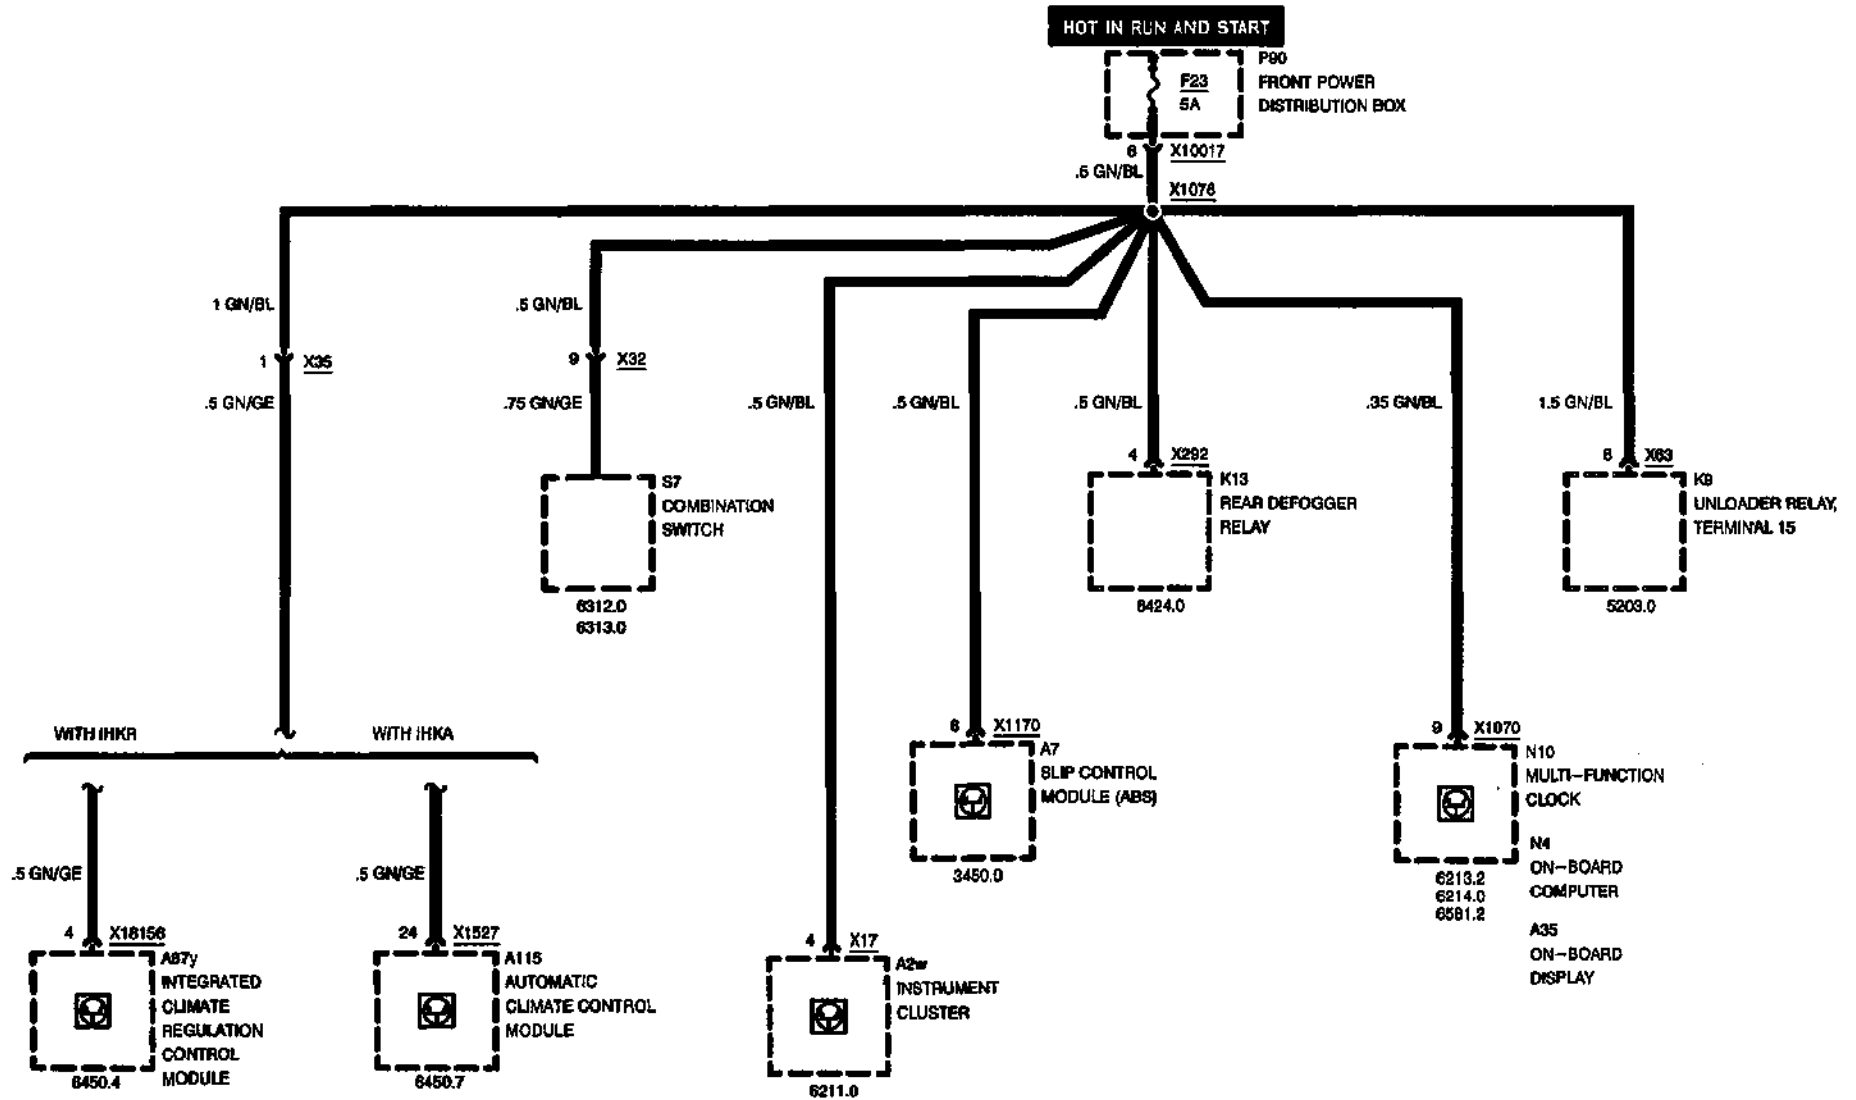 HOT IN RUN AND START
P90
FRONT POWER
DISTRIBUTION BOX
F23
5A
6 X10017
.5 GN/BL
X1076
1 GN/BL
.5 GN/BL
1 X35
9 X32
.5 GN/GE
.75 GN/GE
.5 GN/BL
.5 GN/BL
.5 GN/BL
.35 GN/BL
1.5 GN/BL
4 X292
6 X63
S7
COMBINATION
SWITCH
6312.0
6313.0
K13
REAR DEFOGGER
RELAY
6424.0
K9
UNLOADER RELAY,
TERMINAL 15
5203.0
WITH IHKR
WITH IHKA
6 X1170
A7
SLIP CONTROL
MODULE (ABS)
3450.0
9 X1070
N10
MULTI-FUNCTION
CLOCK
N4
ON-BOARD
COMPUTER
A35
ON-BOARD
DISPLAY
6213.2
6214.0
6581.2
.5 GN/GE
.5 GN/GE
4 X18156
A87y
INTEGRATED
CLIMATE
REGULATION
CONTROL
MODULE
6450.4
24 X1527
A115
AUTOMATIC
CLIMATE CONTROL
MODULE
6450.7
4 X17
A2w
INSTRUMENT
CLUSTER
6211.0